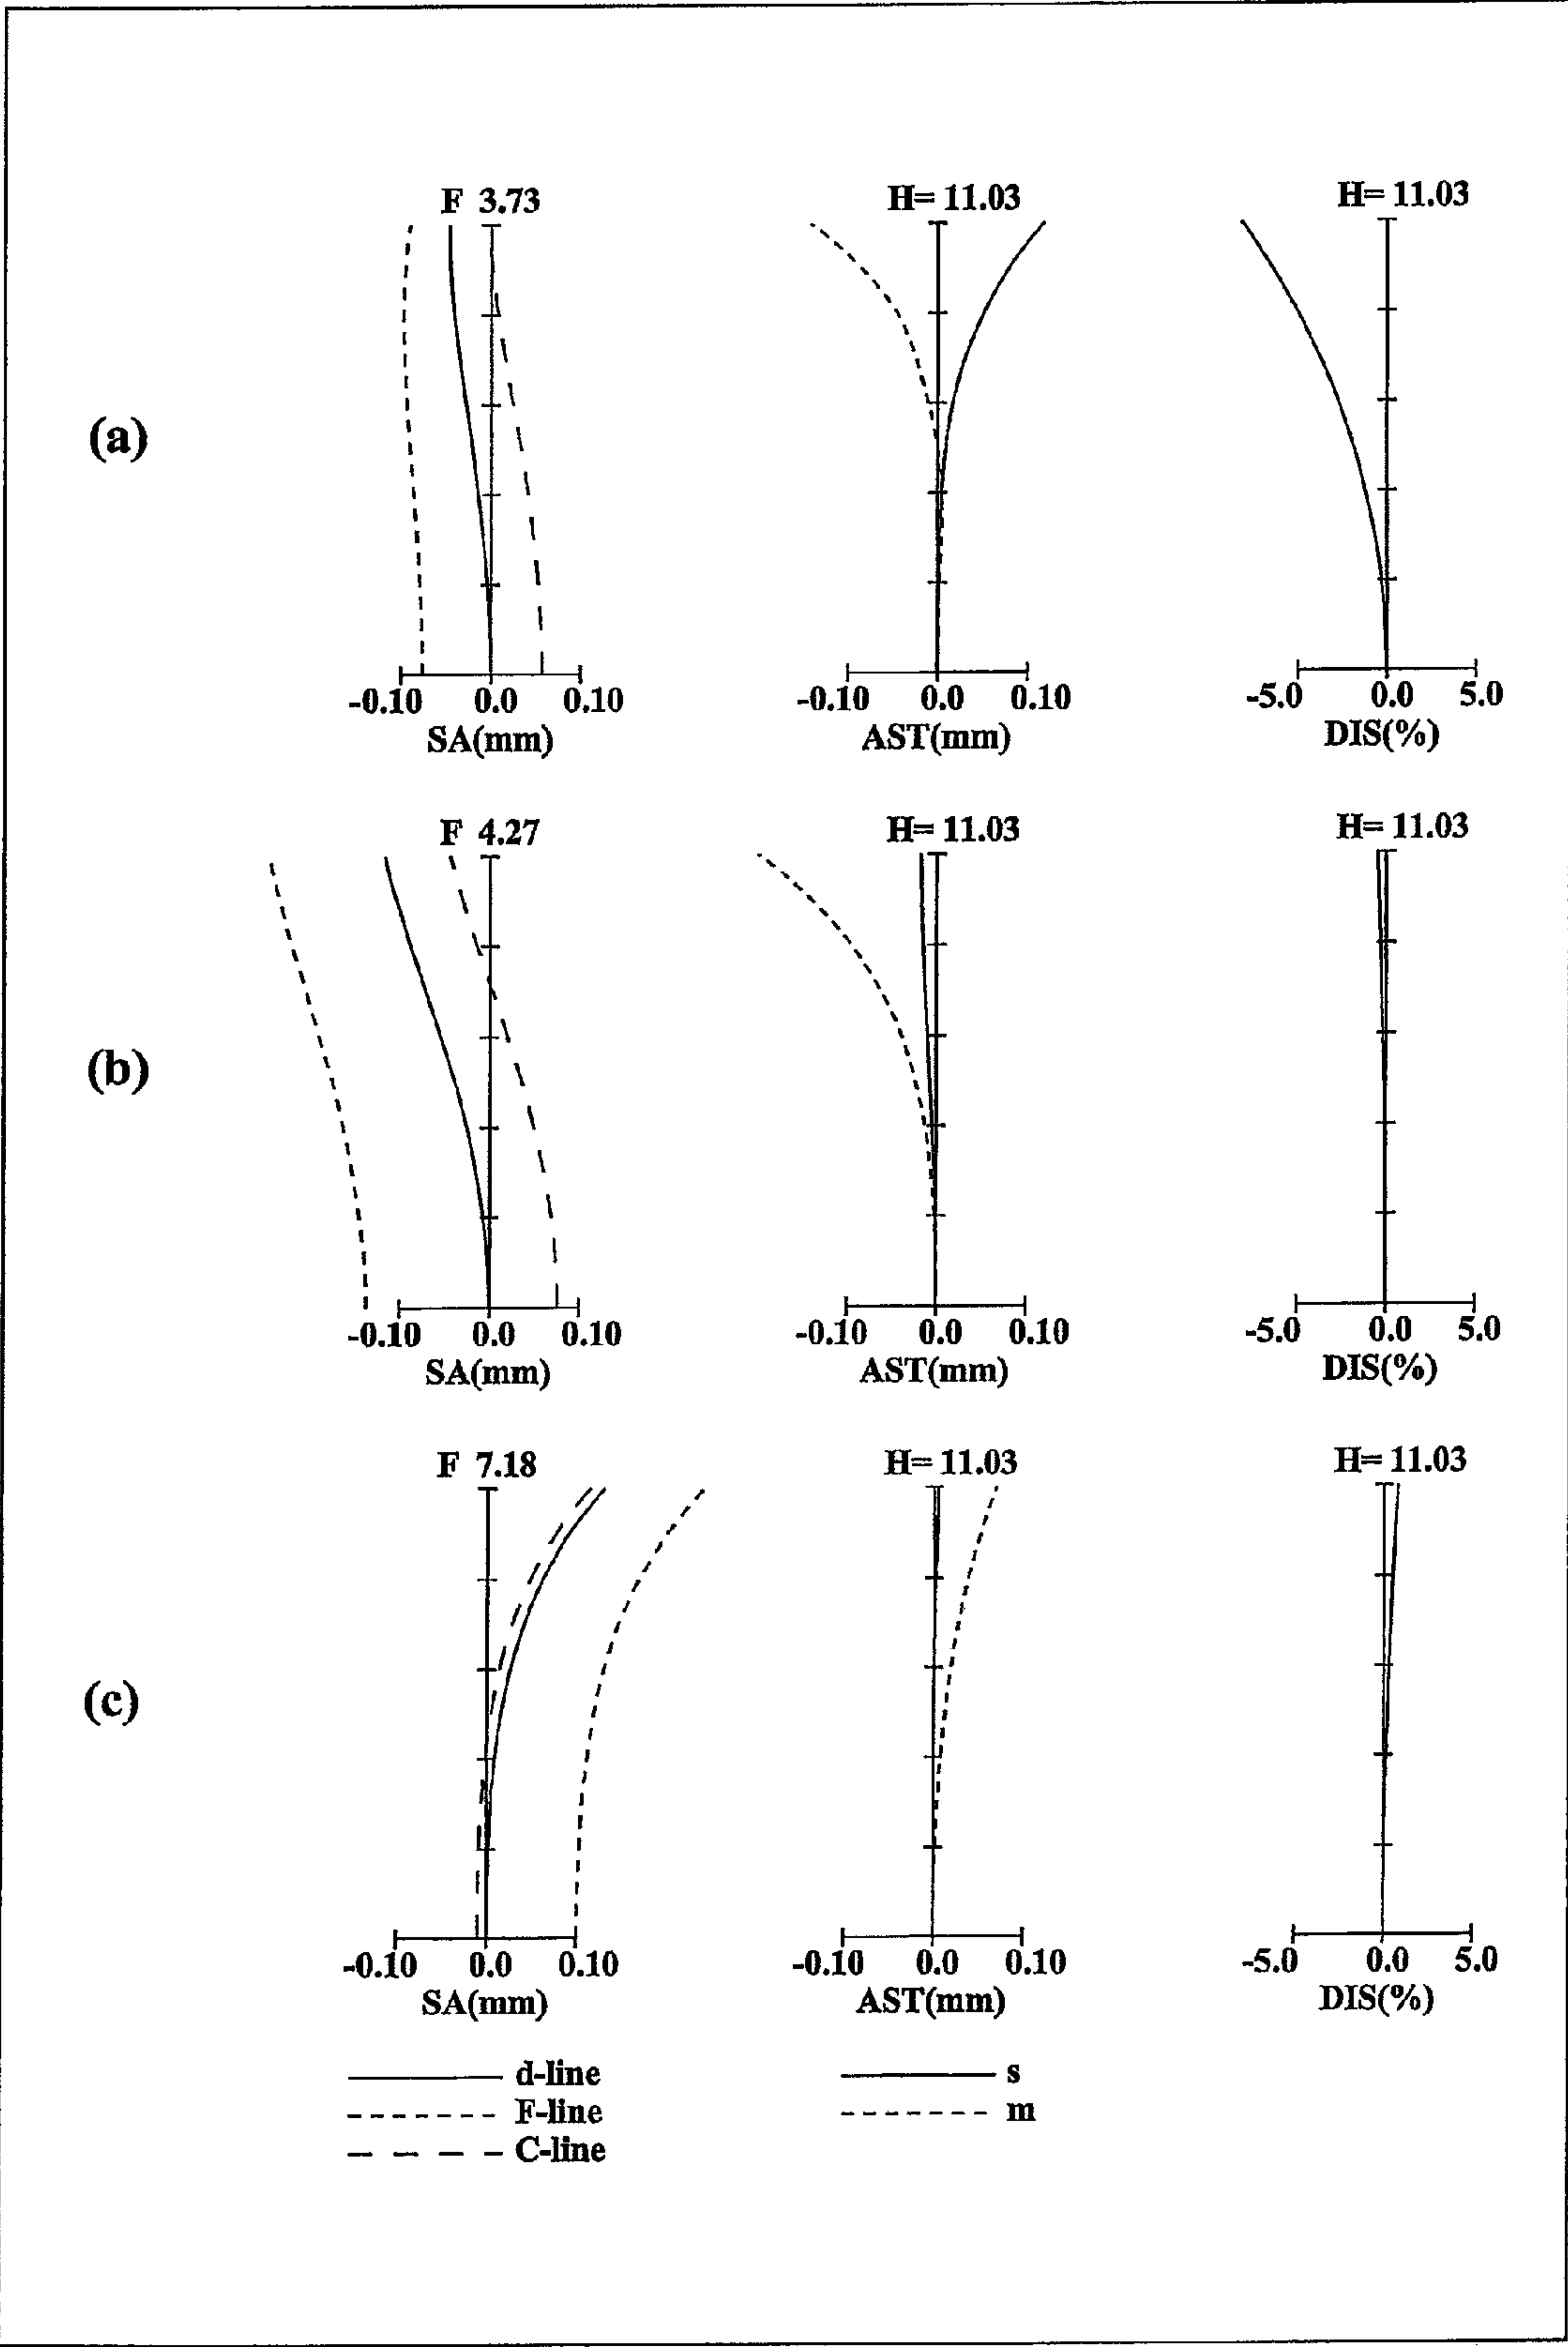 F 3.73 H= 11.03 H= 11.03
(a)
-0.10 0.0 0.10 -0.10 0.0 0.10 -5.0 0.0 5.0
SA(mm) AST(mm) DIS(%)
F 4.27 H= 11.03 H= 11.03
(b)
-0.10 0.0 0.10 -0.10 0.0 0.10 -5.0 0.0 5.0
SA(mm) AST(mm) DIS(%)
F 7.18 H= 11.03 H= 11.03
(c)
-0.10 0.0 0.10 -0.10 0.0 0.10 -5.0 0.0 5.0
SA(mm) AST(mm) DIS(%)
d-line s
F-line m
C-line